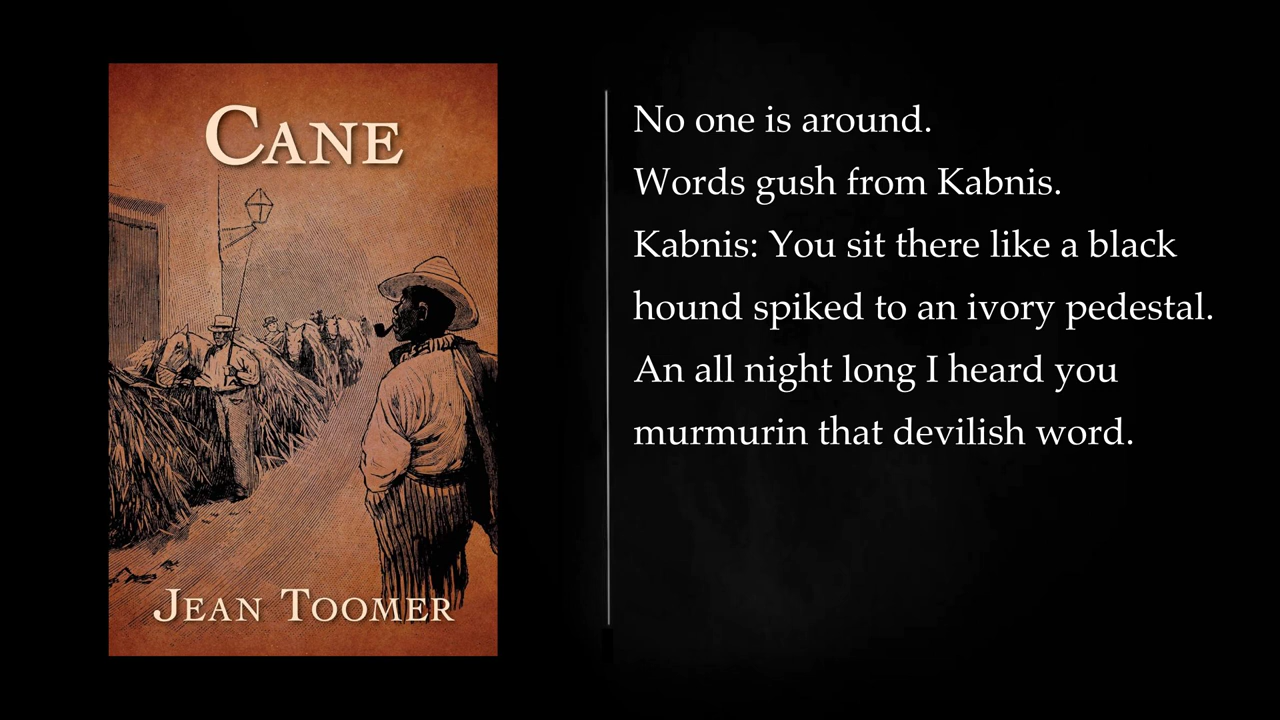 CANE
JEAN TOOMER
No one is around.
Words gush from Kabnis.
Kabnis: You sit there like a black
hound spiked to an ivory pedestal.
An all night long I heard you
murmurin that devilish word.